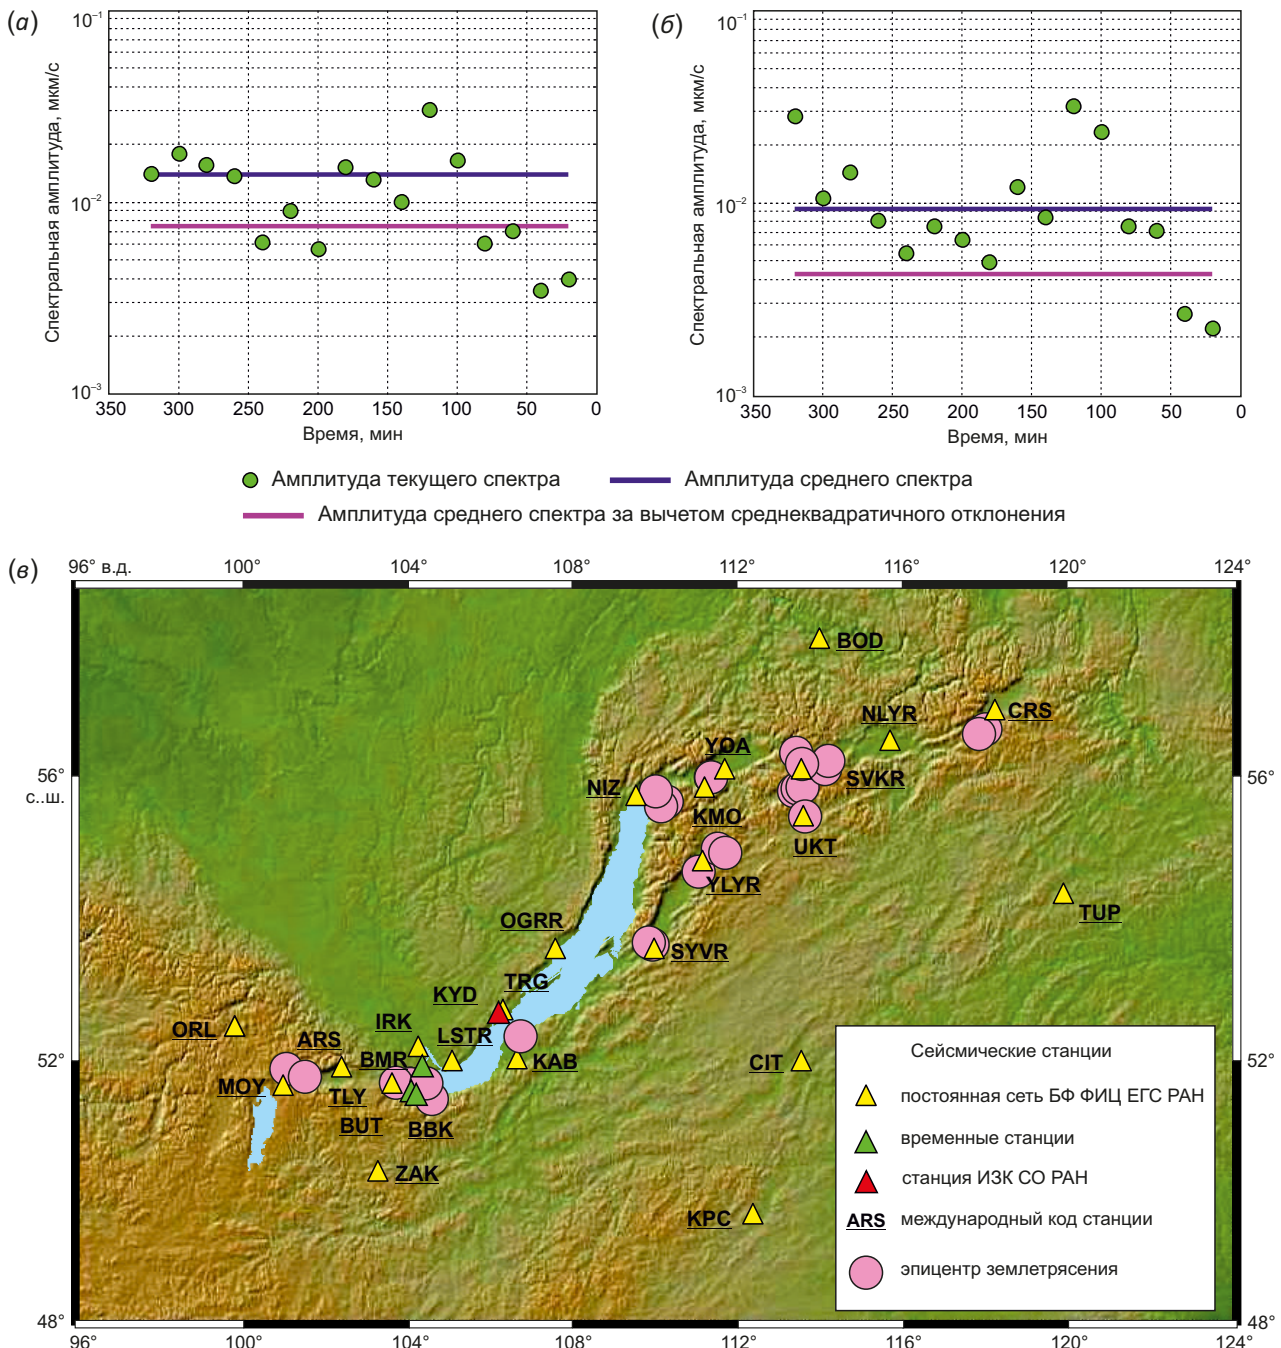 (а)
Спектральная амплитуда, мкм/с
10⁻¹
10⁻²
10⁻³
350 300 250 200 150 100 50 0
Время, мин
(б)
Спектральная амплитуда, мкм/с
10⁻¹
10⁻²
10⁻³
350 300 250 200 150 100 50 0
Время, мин
Амплитуда текущего спектра
Амплитуда среднего спектра
Амплитуда среднего спектра за вычетом среднеквадратичного отклонения
(в)
96° в.д. 100° 104° 108° 110° 112° 116° 120° 124°
BOD
NLYR
CRS
YOA
56°
с..ш.
56°
NIZ
SVKR
KMO
UKT
YLYR
TUP
OGRR
SYVR
TRG
KYD
ORL
IRK
ARS
LSTR
BMR
KAB
CIT
52°
52°
MOY
TLY
BUT
BBK
ZAK
KPC
Сейсмические станции
постоянная сеть БФ ФИЦ ЕГС РАН
временные станции
станция ИЗК СО РАН
ARS международный код станции
эпицентр землетрясения
48°
48°
96° 100° 104° 108° 112° 116° 120° 124°